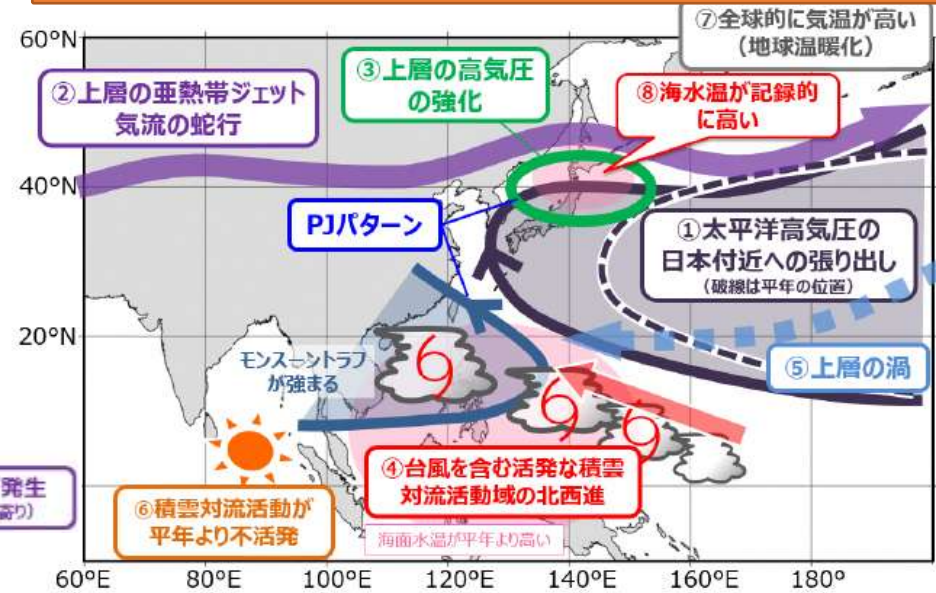 ⑦全球的に気温が高い
（地球温暖化）
60°N
③上層の高気圧
の強化
②上層の亜熱帯ジェット
気流の蛇行
⑧海水温が記録的
に高い
40°N
PJパターン
①太平洋高気圧の
日本付近への張り出し
（破線は平年の位置）
20°N
モンスーントラフ
が強まる
⑤上層の渦
④台風を含む活発な積雲
対流活動域の北西進
発生
寄り）
⑥積雲対流活動が
平年より不活発
海面水温が平年より高い
60°E
80°E
100°E
120°E
140°E
160°E
180°